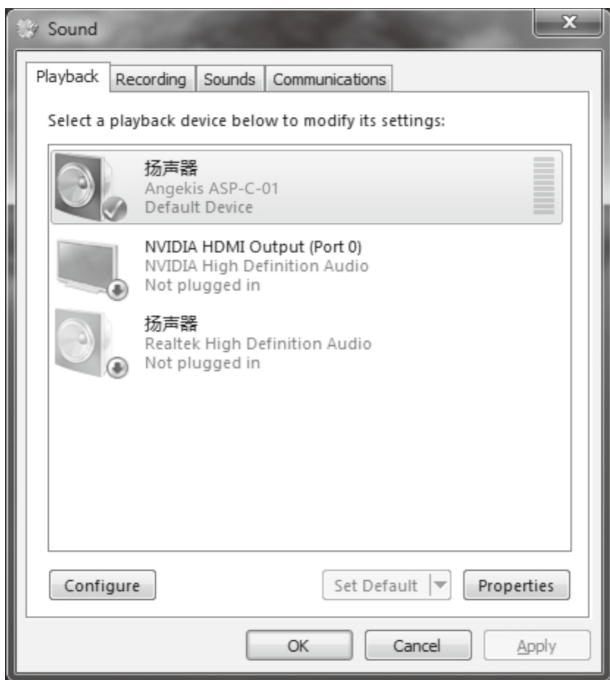 Sound
Playback Recording Sounds Communications
Select a playback device below to modify its settings:
扬声器
Angekis ASP-C-01
Default Device
NVIDIA HDMI Output (Port 0)
NVIDIA High Definition Audio
Not plugged in
扬声器
Realtek High Definition Audio
Not plugged in
Configure Set Default Properties
OK Cancel Apply